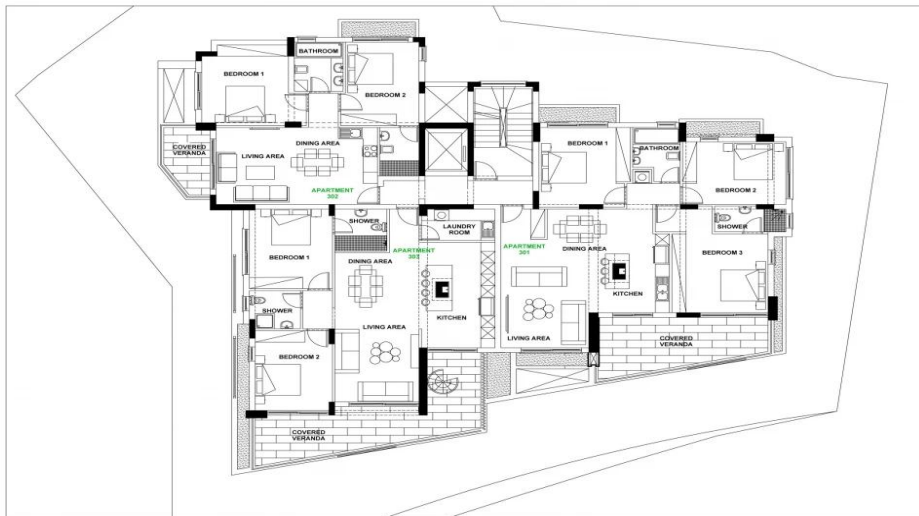 BATHROOM
BEDROOM 1
BEDROOM 2
COVERED
VERANDA
LIVING AREA
DINING AREA
APARTMENT
302
BEDROOM 1
BATHROOM
BEDROOM 2
SHOWER
LAUNDRY
ROOM
APARTMENT
303
DINING AREA
BEDROOM 1
KITCHEN
SHOWER
LIVING AREA
BEDROOM 2
COVERED
VERANDA
APARTMENT
301
DINING AREA
SHOWER
BEDROOM 3
KITCHEN
LIVING AREA
COVERED
VERANDA